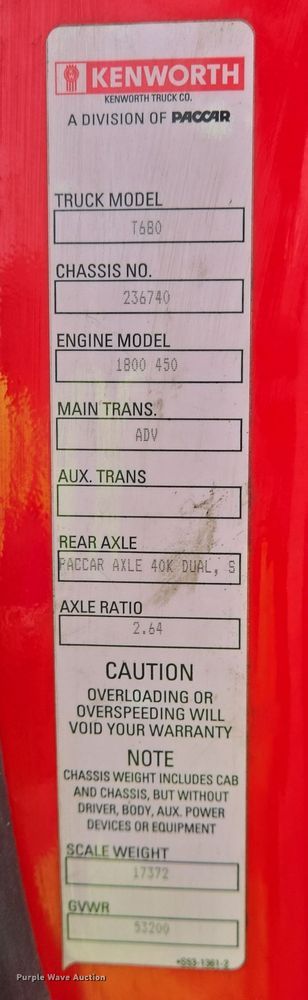 KENWORTH
KENWORTH TRUCK CO.
A DIVISION OF PACCAR
TRUCK MODEL
T680
CHASSIS NO.
236740
ENGINE MODEL
1800 450
MAIN TRANS.
ADV
AUX. TRANS
REAR AXLE
PACCAR AXLE 40K DUAL, S
AXLE RATIO
2.64
CAUTION
OVERLOADING OR
OVERSPEEDING WILL
VOID YOUR WARRANTY
NOTE
CHASSIS WEIGHT INCLUDES CAB
AND CHASSIS, BUT WITHOUT
DRIVER, BODY, AUX. POWER
DEVICES OR EQUIPMENT
SCALE WEIGHT
17372
GVWR
53200
•S53-1361-2
Purple Wave Auction